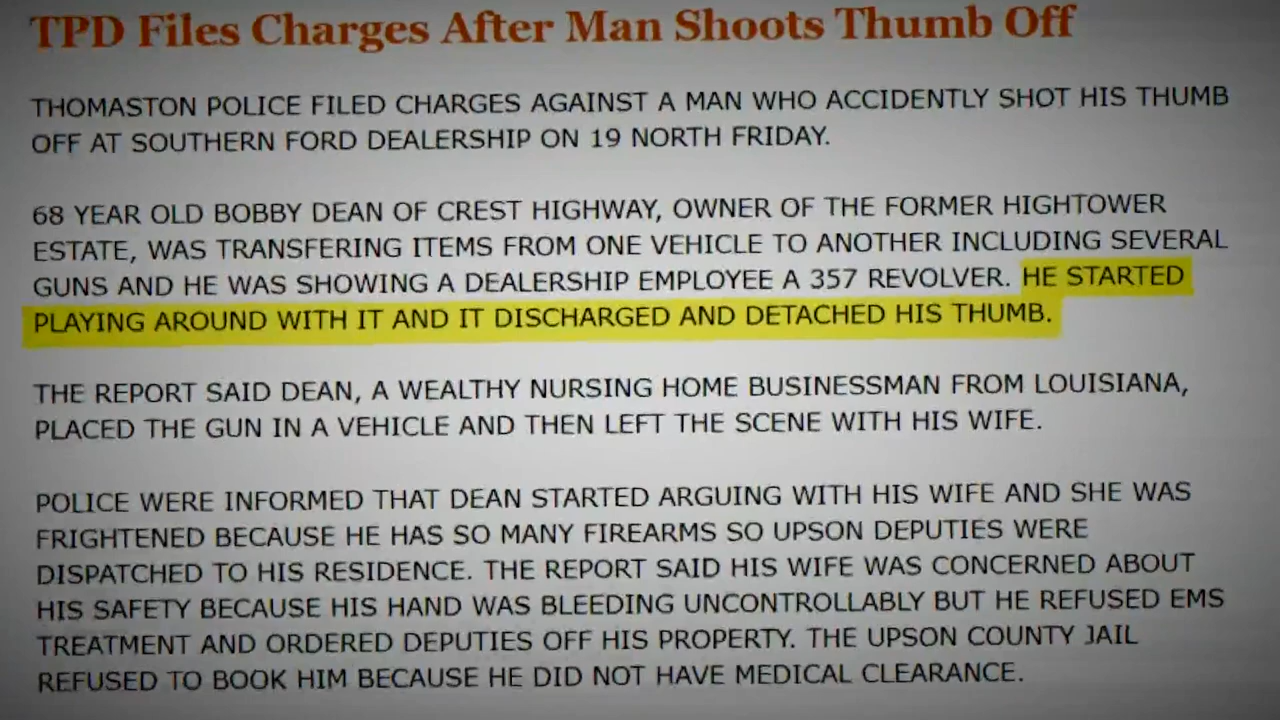 TPD Files Charges After Man Shoots Thumb Off
THOMASTON POLICE FILED CHARGES AGAINST A MAN WHO ACCIDENTLY SHOT HIS THUMB
OFF AT SOUTHERN FORD DEALERSHIP ON 19 NORTH FRIDAY.
68 YEAR OLD BOBBY DEAN OF CREST HIGHWAY, OWNER OF THE FORMER HIGHTOWER
ESTATE, WAS TRANSFERING ITEMS FROM ONE VEHICLE TO ANOTHER INCLUDING SEVERAL
GUNS AND HE WAS SHOWING A DEALERSHIP EMPLOYEE A 357 REVOLVER. HE STARTED
PLAYING AROUND WITH IT AND IT DISCHARGED AND DETACHED HIS THUMB.
THE REPORT SAID DEAN, A WEALTHY NURSING HOME BUSINESSMAN FROM LOUISIANA,
PLACED THE GUN IN A VEHICLE AND THEN LEFT THE SCENE WITH HIS WIFE.
POLICE WERE INFORMED THAT DEAN STARTED ARGUING WITH HIS WIFE AND SHE WAS
FRIGHTENED BECAUSE HE HAS SO MANY FIREARMS SO UPSON DEPUTIES WERE
DISPATCHED TO HIS RESIDENCE. THE REPORT SAID HIS WIFE WAS CONCERNED ABOUT
HIS SAFETY BECAUSE HIS HAND WAS BLEEDING UNCONTROLLABLY BUT HE REFUSED EMS
TREATMENT AND ORDERED DEPUTIES OFF HIS PROPERTY. THE UPSON COUNTY JAIL
REFUSED TO BOOK HIM BECAUSE HE DID NOT HAVE MEDICAL CLEARANCE.